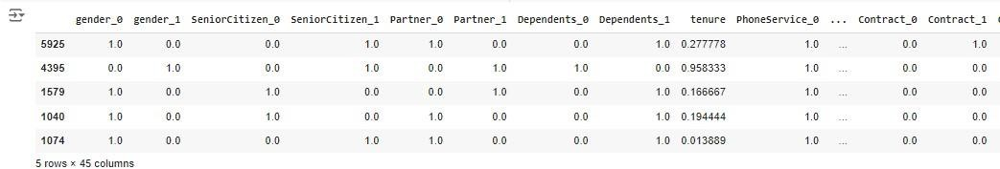 gender_0 gender_1 SeniorCitizen_0 SeniorCitizen_1 Partner_0 Partner_1 Dependents_0 Dependents_1 tenure PhoneService_0 ... Contract_0 Contract_1
5925 1.0 0.0 0.0 1.0 1.0 0.0 0.0 1.0 0.277778 1.0 ... 0.0 1.0
4395 0.0 1.0 0.0 1.0 0.0 1.0 1.0 0.0 0.958333 1.0 ... 0.0 0.0
1579 1.0 0.0 1.0 0.0 0.0 1.0 0.0 1.0 0.166667 1.0 ... 0.0 0.0
1040 1.0 0.0 1.0 0.0 1.0 0.0 0.0 1.0 0.194444 1.0 ... 0.0 0.0
1074 1.0 0.0 0.0 1.0 1.0 0.0 0.0 1.0 0.013889 1.0 ... 0.0 0.0
5 rows × 45 columns